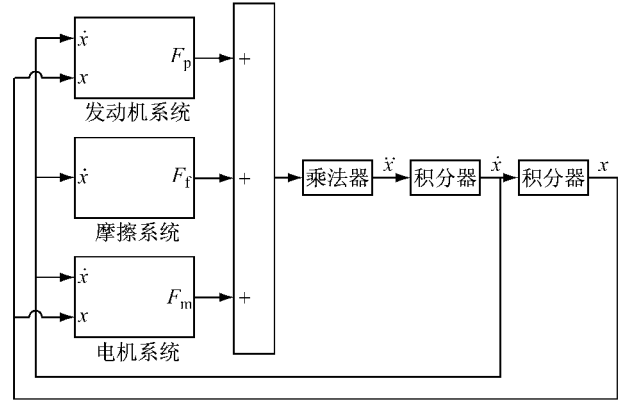 ẋ
x
F_p
+
发动机系统
ẋ
F_f
+
摩擦系统
ẋ
x
F_m
+
电机系统
乘法器
ẍ
积分器
ẋ
积分器
x